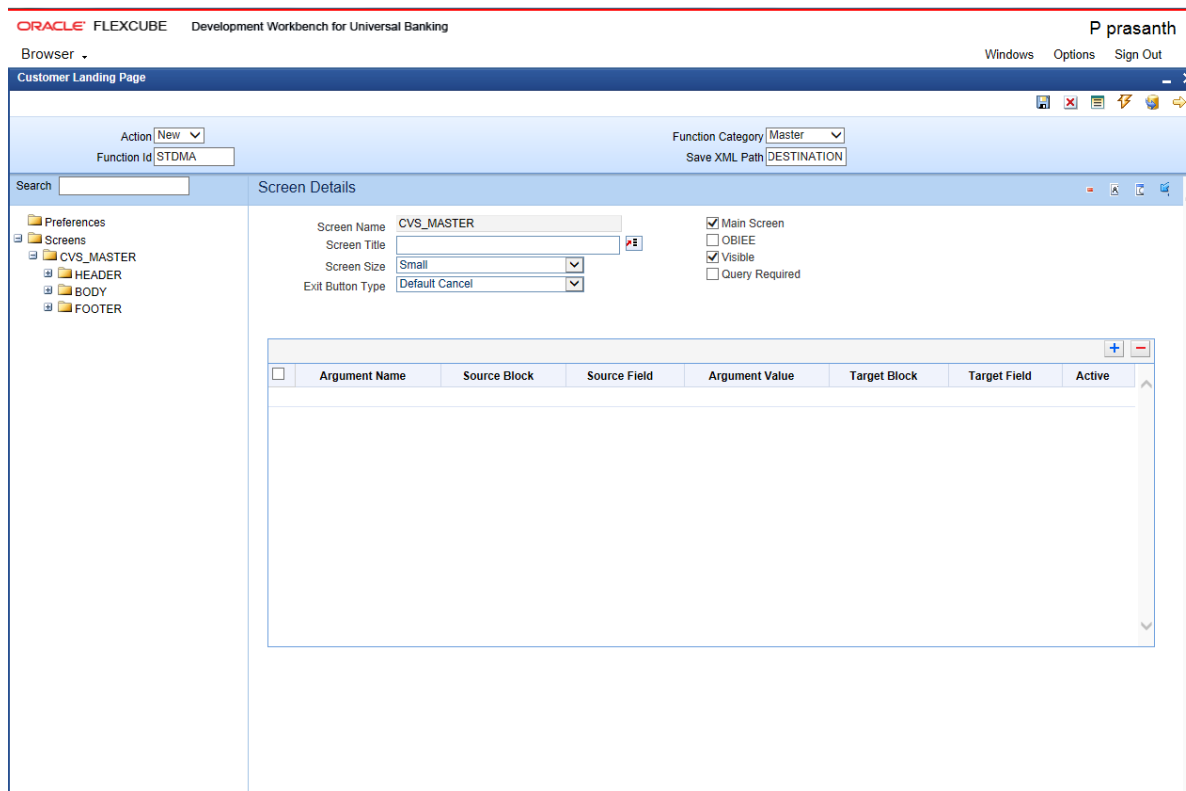 ORACLE FLEXCUBE Development Workbench for Universal Banking P prasanth
Browser Windows Options Sign Out
Customer Landing Page
Action New Function Category Master
Function Id STDMA Save XML Path DESTINATION
Search Screen Details
Preferences
Screens
CVS_MASTER
HEADER
BODY
FOOTER
Screen Name CVS_MASTER Main Screen
Screen Title OBIEE
Screen Size Small Visible
Exit Button Type Default Cancel Query Required
Argument Name Source Block Source Field Argument Value Target Block Target Field Active